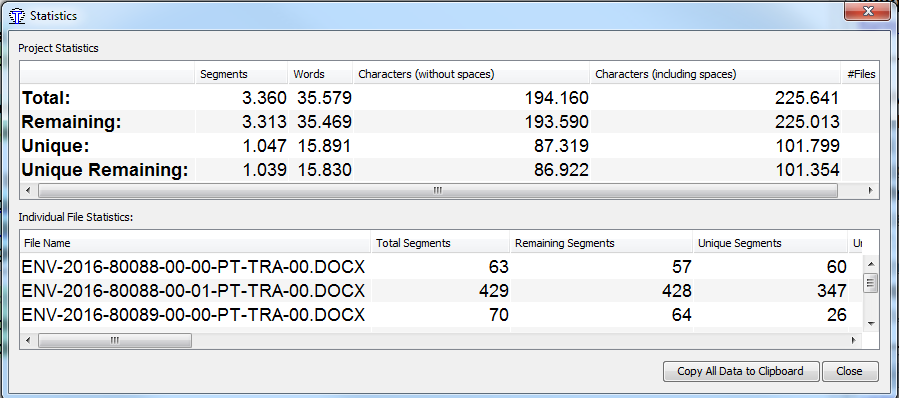 Statistics
Project Statistics
Segments Words Characters (without spaces) Characters (including spaces) #Files
Total: 3.360 35.579 194.160 225.641
Remaining: 3.313 35.469 193.590 225.013
Unique: 1.047 15.891 87.319 101.799
Unique Remaining: 1.039 15.830 86.922 101.354
Individual File Statistics:
File Name Total Segments Remaining Segments Unique Segments
ENV-2016-80088-00-00-PT-TRA-00.DOCX 63 57 60
ENV-2016-80088-00-01-PT-TRA-00.DOCX 429 428 347
ENV-2016-80089-00-00-PT-TRA-00.DOCX 70 64 26
Copy All Data to Clipboard Close